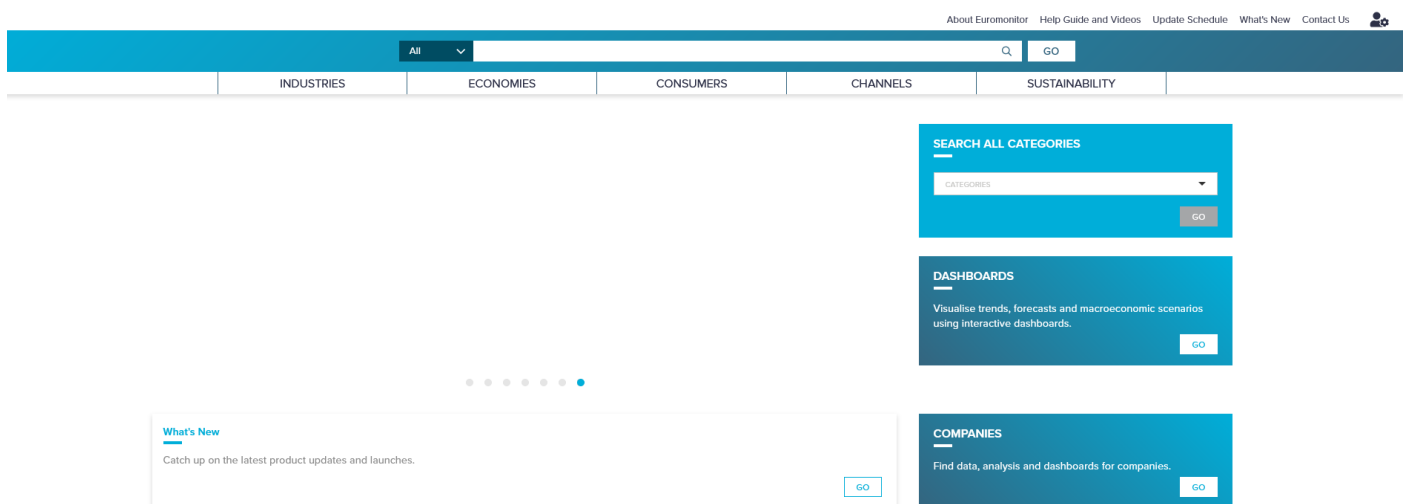 About Euromonitor Help Guide and Videos Update Schedule What's New Contact Us
All GO
INDUSTRIES ECONOMIES CONSUMERS CHANNELS SUSTAINABILITY
SEARCH ALL CATEGORIES
CATEGORIES
GO
DASHBOARDS
Visualise trends, forecasts and macroeconomic scenarios
using interactive dashboards.
GO
What's New
Catch up on the latest product updates and launches.
GO
COMPANIES
Find data, analysis and dashboards for companies.
GO